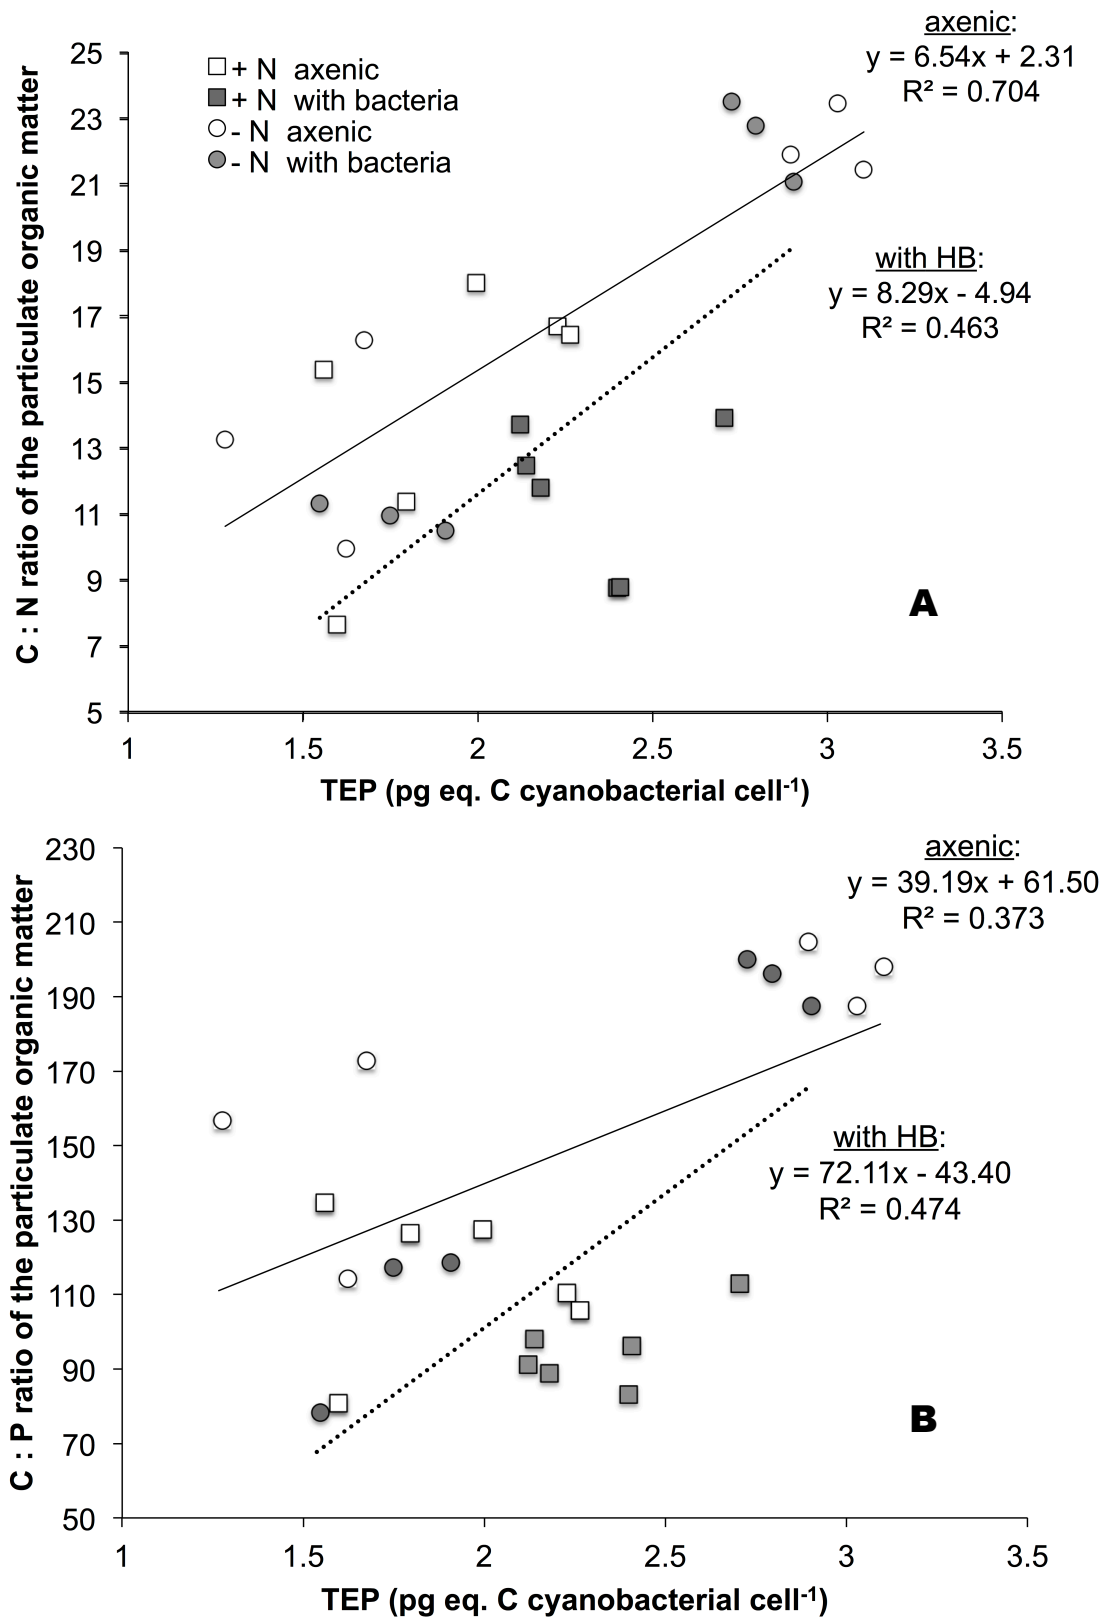 axenic:
y = 6.54x + 2.31
R² = 0.704
25
+ N axenic
+ N with bacteria
- N axenic
- N with bacteria
23
21
19
17
15
13
11
9
7
5
C : N ratio of the particulate organic matter
with HB:
y = 8.29x - 4.94
R² = 0.463
A
1
1.5
2
2.5
3
3.5
TEP (pg eq. C cyanobacterial cell⁻¹)
axenic:
y = 39.19x + 61.50
R² = 0.373
230
210
190
170
150
130
110
90
70
50
C : P ratio of the particulate organic matter
with HB:
y = 72.11x - 43.40
R² = 0.474
B
1
1.5
2
2.5
3
3.5
TEP (pg eq. C cyanobacterial cell⁻¹)